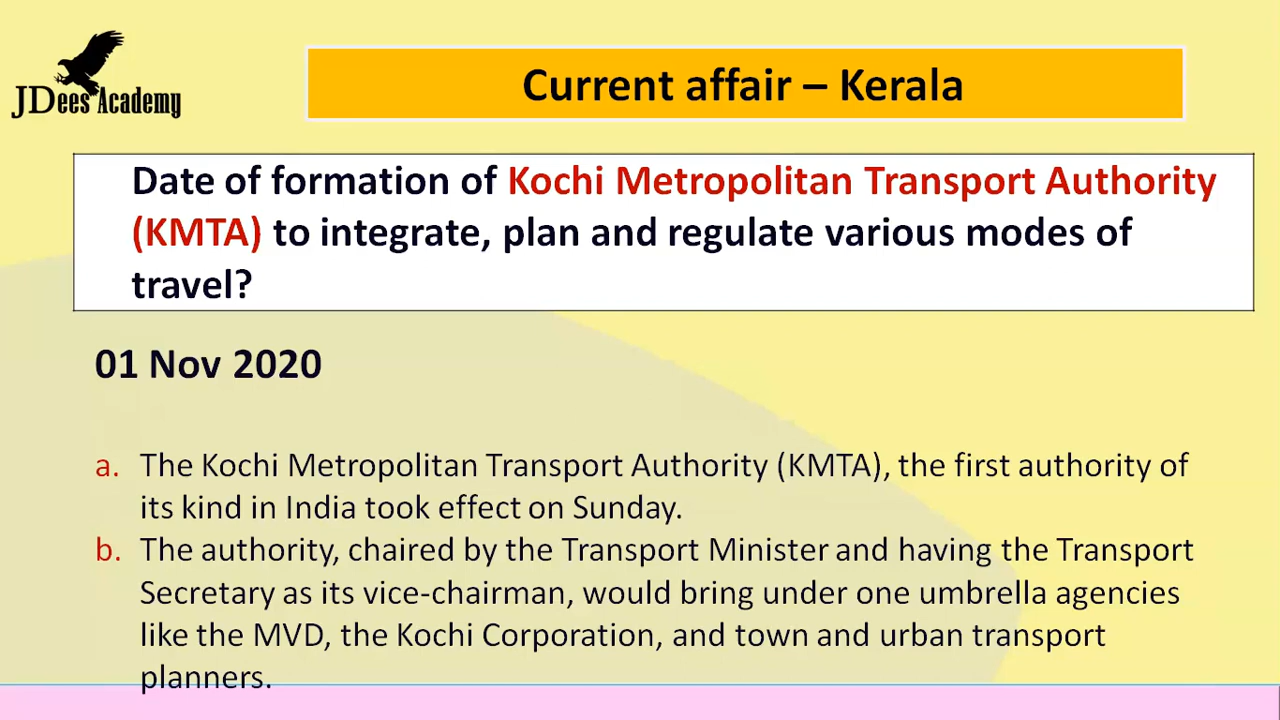 JDees Academy
Current affair – Kerala
Date of formation of Kochi Metropolitan Transport Authority
(KMTA) to integrate, plan and regulate various modes of
travel?
01 Nov 2020
a. The Kochi Metropolitan Transport Authority (KMTA), the first authority of
its kind in India took effect on Sunday.
b. The authority, chaired by the Transport Minister and having the Transport
Secretary as its vice-chairman, would bring under one umbrella agencies
like the MVD, the Kochi Corporation, and town and urban transport
planners.